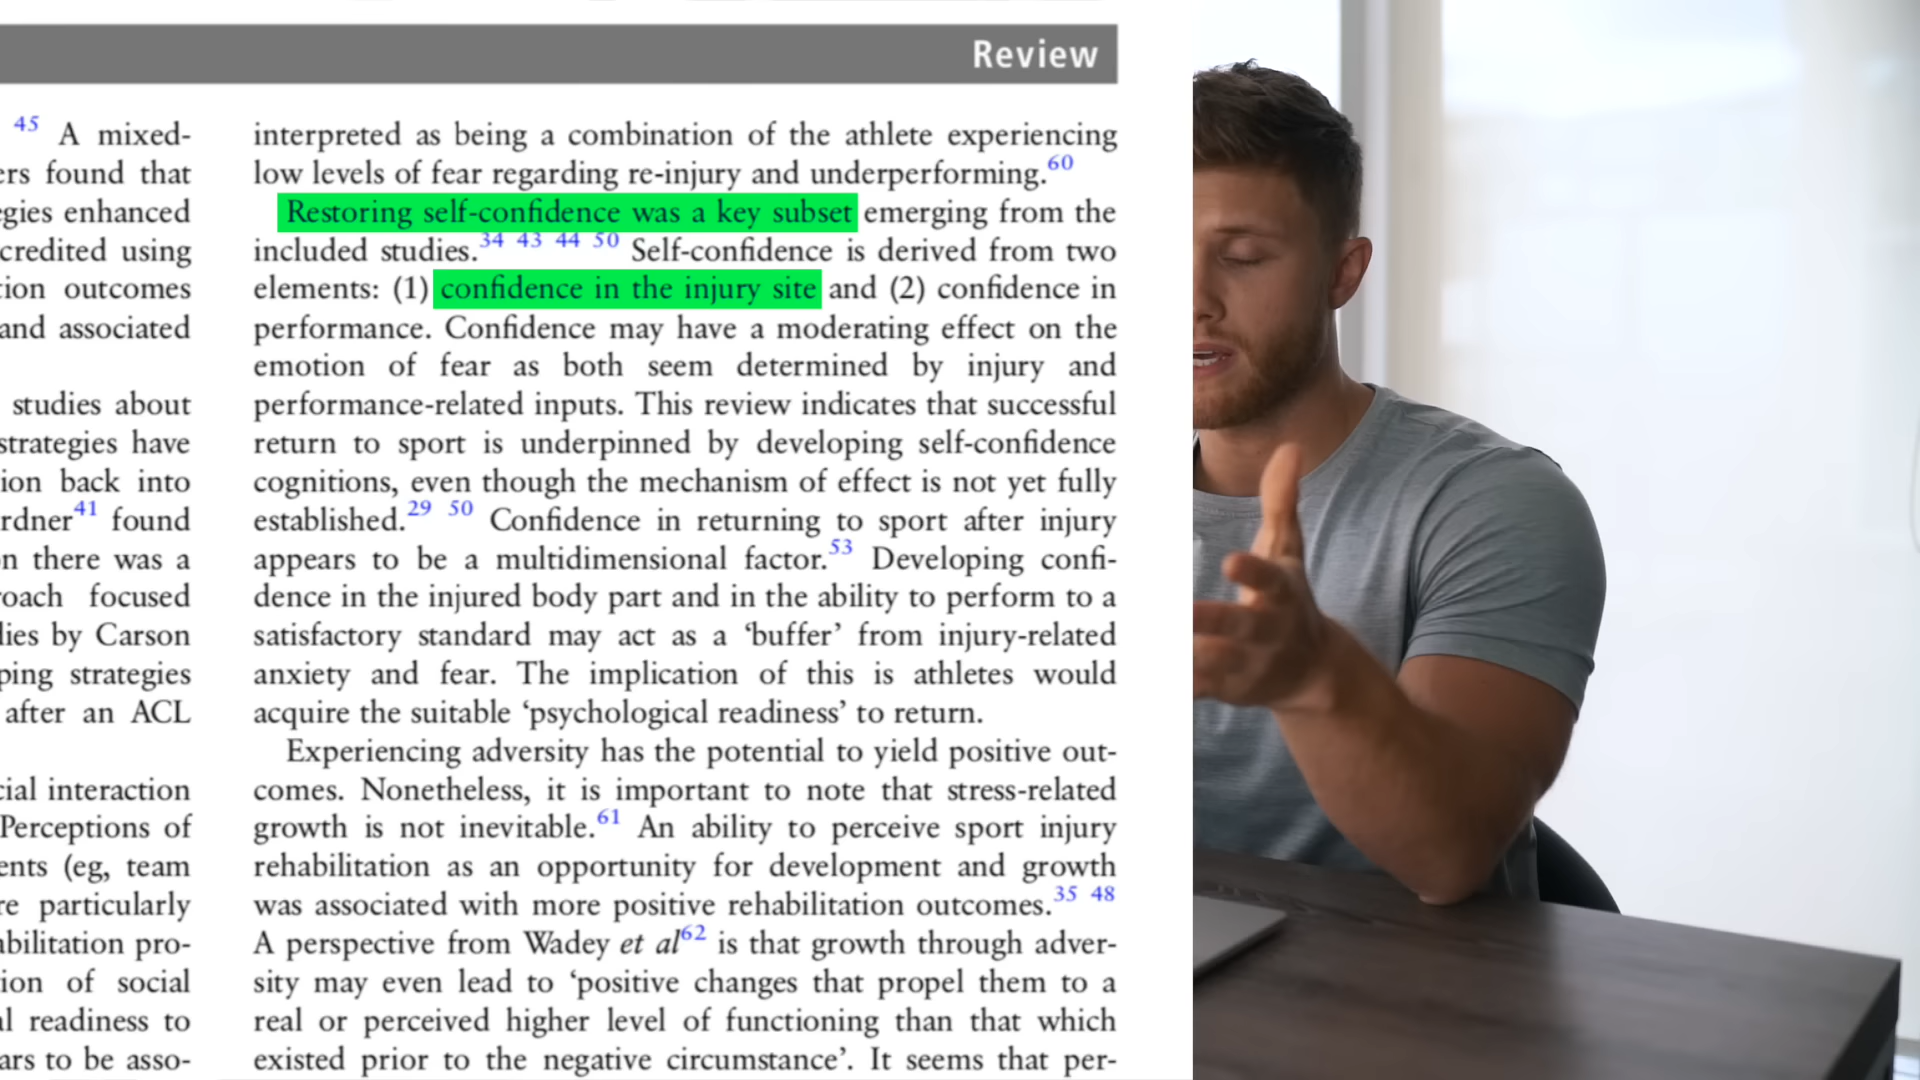 Review
45 A mixed-
ers found that
egies enhanced
credited using
tion outcomes
and associated
studies about
strategies have
ion back into
rdner41 found
n there was a
roach focused
lies by Carson
ping strategies
after an ACL
cial interaction
Perceptions of
ents (eg, team
re particularly
abilitation pro-
ion of social
al readiness to
ars to be asso-
interpreted as being a combination of the athlete experiencing
low levels of fear regarding re-injury and underperforming.60
Restoring self-confidence was a key subset emerging from the
included studies.34 43 44 50 Self-confidence is derived from two
elements: (1) confidence in the injury site and (2) confidence in
performance. Confidence may have a moderating effect on the
emotion of fear as both seem determined by injury and
performance-related inputs. This review indicates that successful
return to sport is underpinned by developing self-confidence
cognitions, even though the mechanism of effect is not yet fully
established.29 50 Confidence in returning to sport after injury
appears to be a multidimensional factor.53 Developing confi-
dence in the injured body part and in the ability to perform to a
satisfactory standard may act as a ‘buffer’ from injury-related
anxiety and fear. The implication of this is athletes would
acquire the suitable ‘psychological readiness’ to return.
Experiencing adversity has the potential to yield positive out-
comes. Nonetheless, it is important to note that stress-related
growth is not inevitable.61 An ability to perceive sport injury
rehabilitation as an opportunity for development and growth
was associated with more positive rehabilitation outcomes.35 48
A perspective from Wadey et al62 is that growth through adver-
sity may even lead to ‘positive changes that propel them to a
real or perceived higher level of functioning than that which
existed prior to the negative circumstance’. It seems that per-